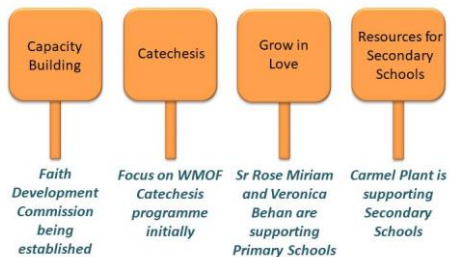 Capacity
Building
Catechesis
Grow in
Love
Resources for
Secondary
Schools
Faith
Development
Commission
being
established
Focus on WMOF
Catechesis
programme
initially
Sr Rose Miriam
and Veronica
Behan are
supporting
Primary Schools
Carmel Plant is
supporting
Secondary
Schools